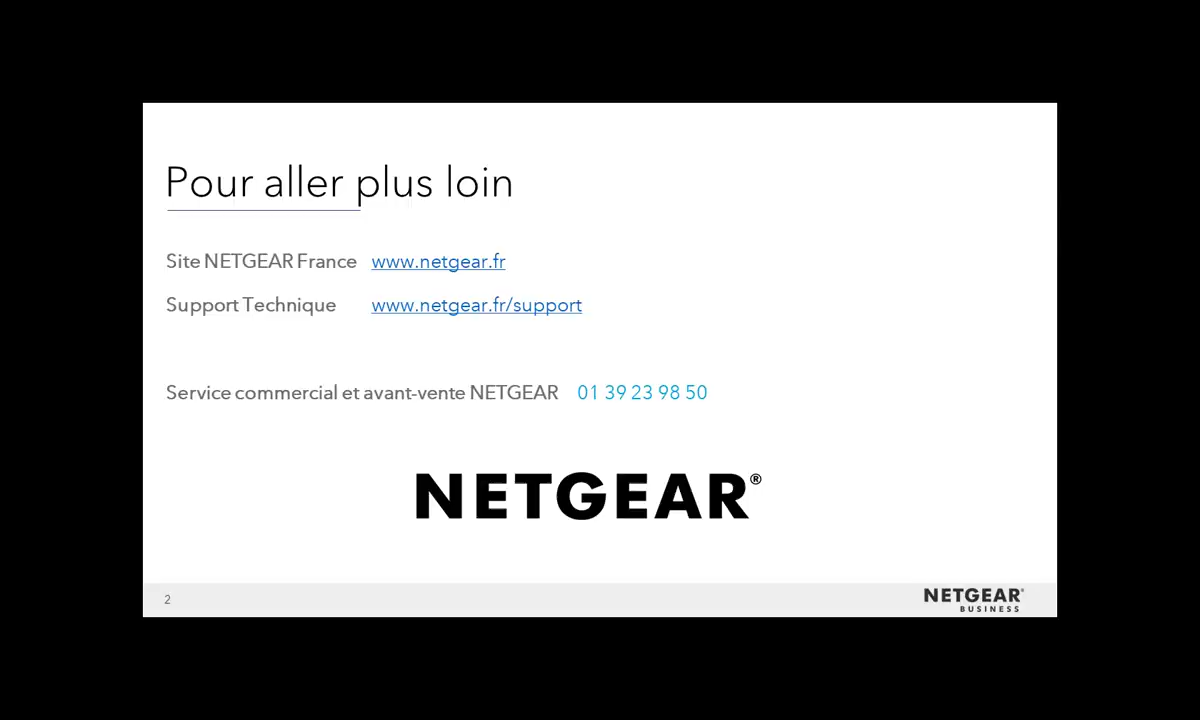 Pour aller plus loin
Site NETGEAR France www.netgear.fr
Support Technique www.netgear.fr/support
Service commercial et avant-vente NETGEAR 01 39 23 98 50
NETGEAR®
2
NETGEAR®
BUSINESS